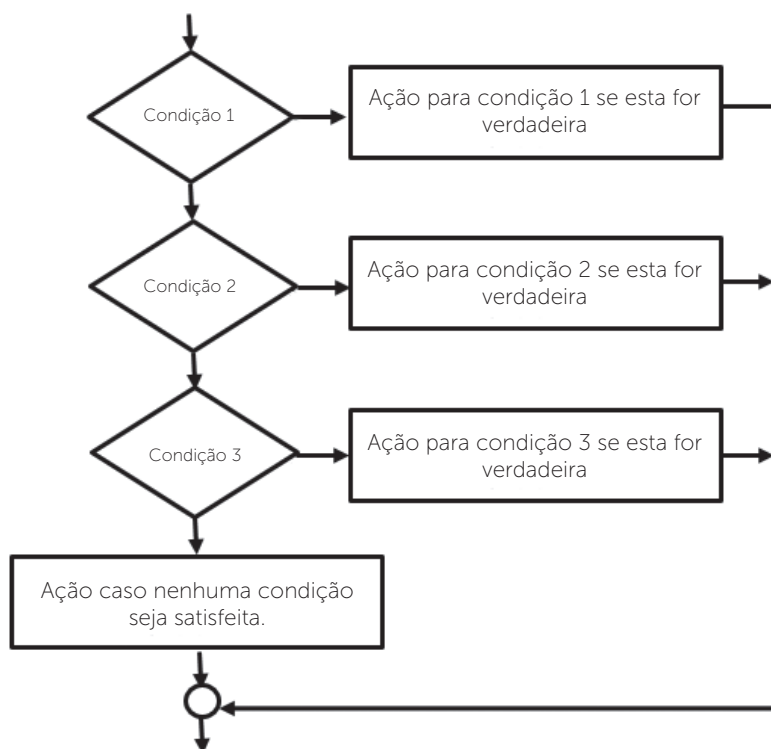 Condição 1
Ação para condição 1 se esta for
verdadeira
Condição 2
Ação para condição 2 se esta for
verdadeira
Condição 3
Ação para condição 3 se esta for
verdadeira
Ação caso nenhuma condição
seja satisfeita.